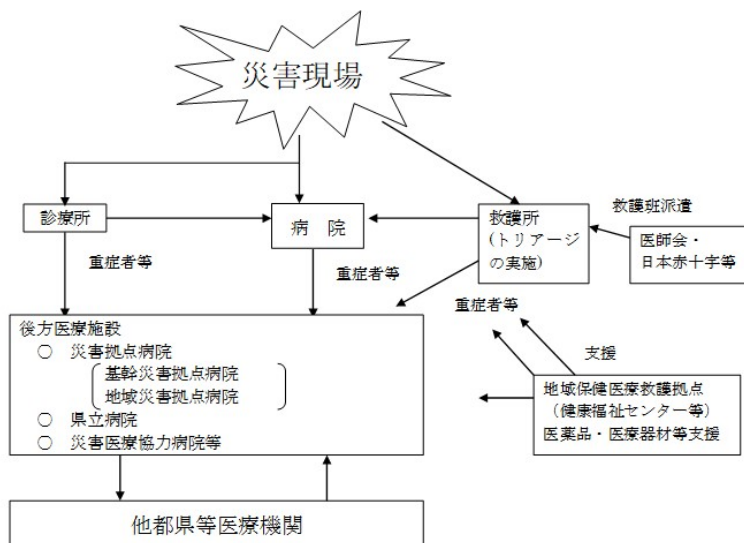 災害現場
診療所
病 院
救護所
(トリアージ
の実施)
救護班派遣
医師会・
日本赤十字等
重症者等
重症者等
重症者等
後方医療施設
○ 災害拠点病院
基幹災害拠点病院
地域災害拠点病院
○ 県立病院
○ 災害医療協力病院等
支援
地域保健医療救護拠点
(健康福祉センター等)
医薬品・医療器材等支援
他都県等医療機関